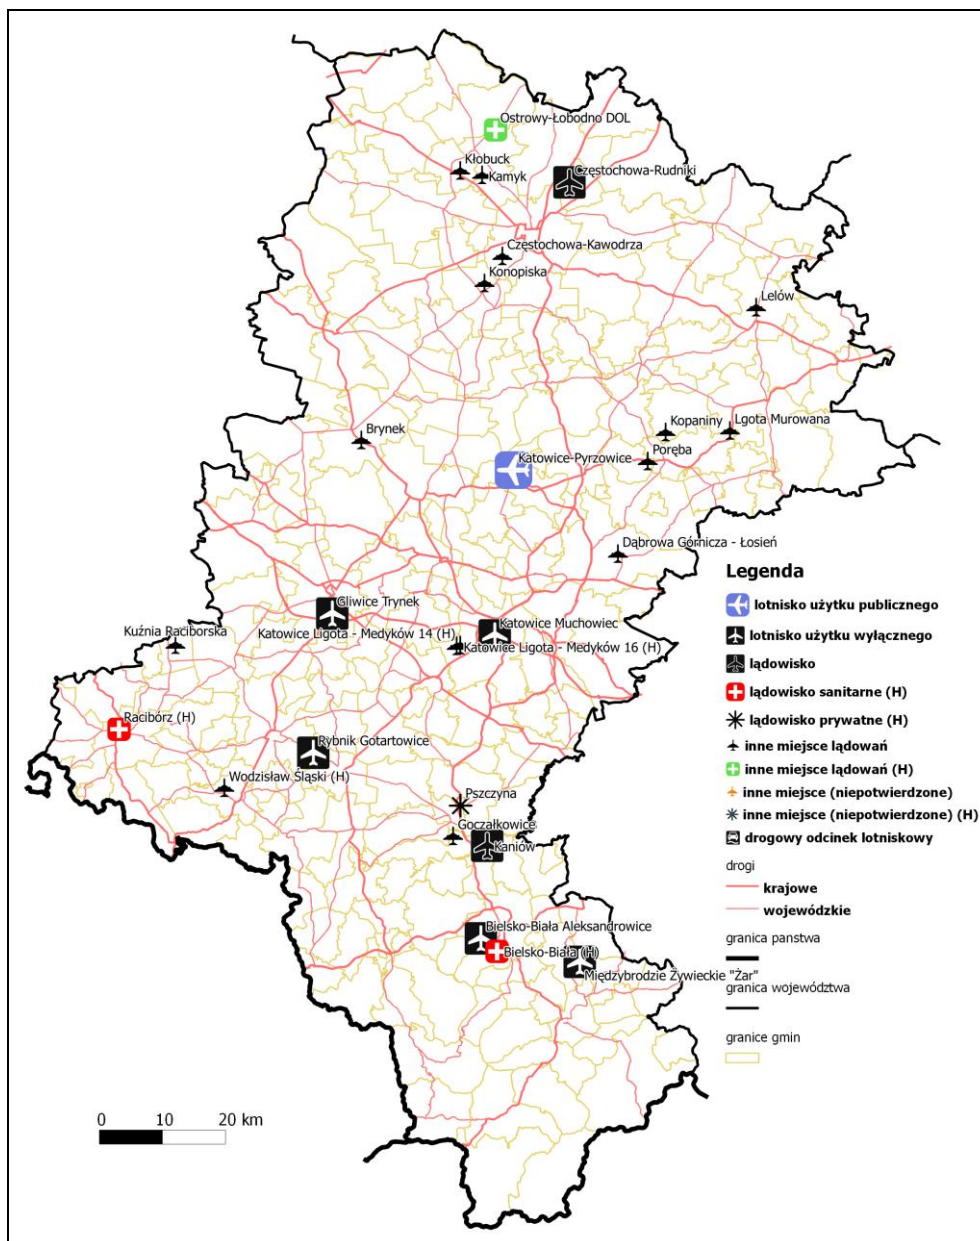 Ostrowy-Łobodno DOL
Kłobuck
Kamyk
Częstochowa-Rudniki
Częstochowa-Kawodrza
Konopiska
Lelów
Brynek
Kopaniny
Lgota Murowana
Poręba
Katowice-Pyrzowice
Dąbrowa Górnicza - Łosień
Gliwice Trynek
Katowice Muchowiec
Kuźnia Raciborska
Katowice Ligota - Medyków 14 (H)
Katowice Ligota - Medyków 16 (H)
Racibórz (H)
Rybnik Gotartowice
Wodzisław Śląski (H)
Pszczyna
Goczałkowice
Kaniów
Bielsko-Biała Aleksandrowice
Bielsko-Biała (H)
Międzybrodzie Żywieckie "Żar"
Legenda
lotnisko użytku publicznego
lotnisko użytku wyłącznego
lądowisko
lądowisko sanitarne (H)
lądowisko prywatne (H)
inne miejsce lądowań
inne miejsce lądowań (H)
inne miejsce (niepotwierdzone)
inne miejsce (niepotwierdzone) (H)
drogowy odcinek lotniskowy
drogi
krajowe
wojewódzkie
granica panstwa
granica województwa
granice gmin
0 10 20 km